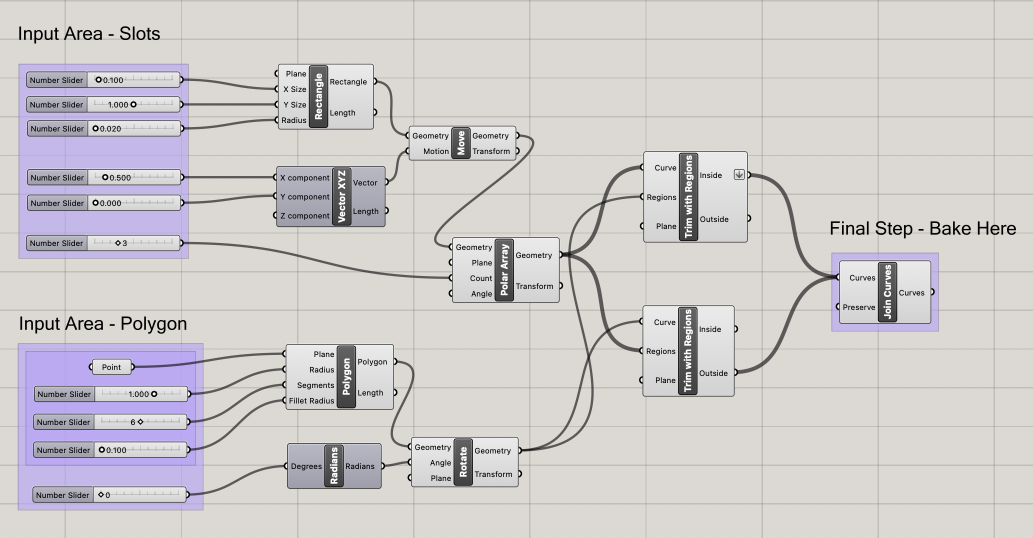 Input Area - Slots
Number Slider 0.100
Number Slider 1.000
Number Slider 0.020
Number Slider 0.500
Number Slider 0.000
Number Slider 3
Plane
X Size
Y Size
Radius
Rectangle
Rectangle
Length
X component
Y component
Z component
Vector XYZ
Vector
Length
Geometry
Motion
Move
Geometry
Transform
Geometry
Plane
Count
Angle
Polar Array
Geometry
Transform
Input Area - Polygon
Point
Number Slider 1.000
Number Slider 6
Number Slider 0.100
Number Slider 0
Plane
Radius
Segments
Fillet Radius
Polygon
Polygon
Length
Degrees
Radians
Radians
Geometry
Angle
Plane
Rotate
Geometry
Transform
Curve
Regions
Plane
Trim with Regions
Inside
Outside
Curve
Regions
Plane
Trim with Regions
Inside
Outside
Final Step - Bake Here
Curves
Preserve
Join Curves
Curves